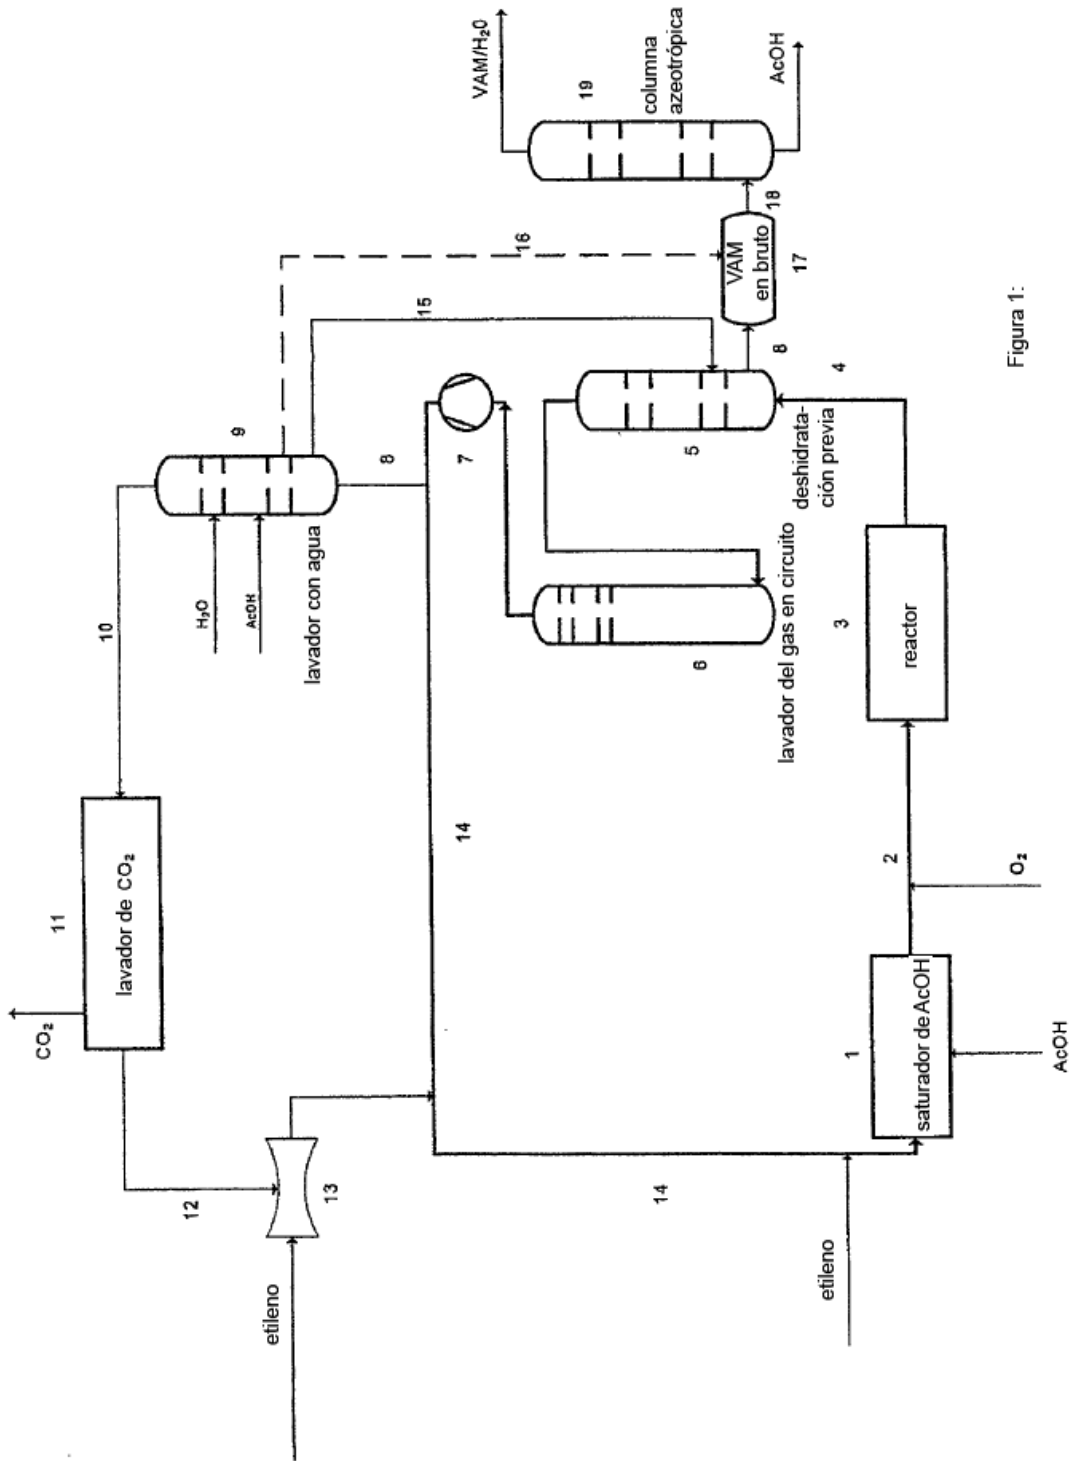 VAM/H₂0
19
columna
azeotrópica
AcOH
18
VAM
en bruto
17
16
15
8
4
Figura 1:
9
8
7
5
deshidrata-
ción previa
10
H₂O
AcOH
lavador con agua
6
lavador del gas en circuito
3
reactor
11
lavador de CO₂
CO₂
14
2
O₂
1
saturador de AcOH
AcOH
12
13
14
etileno
etileno